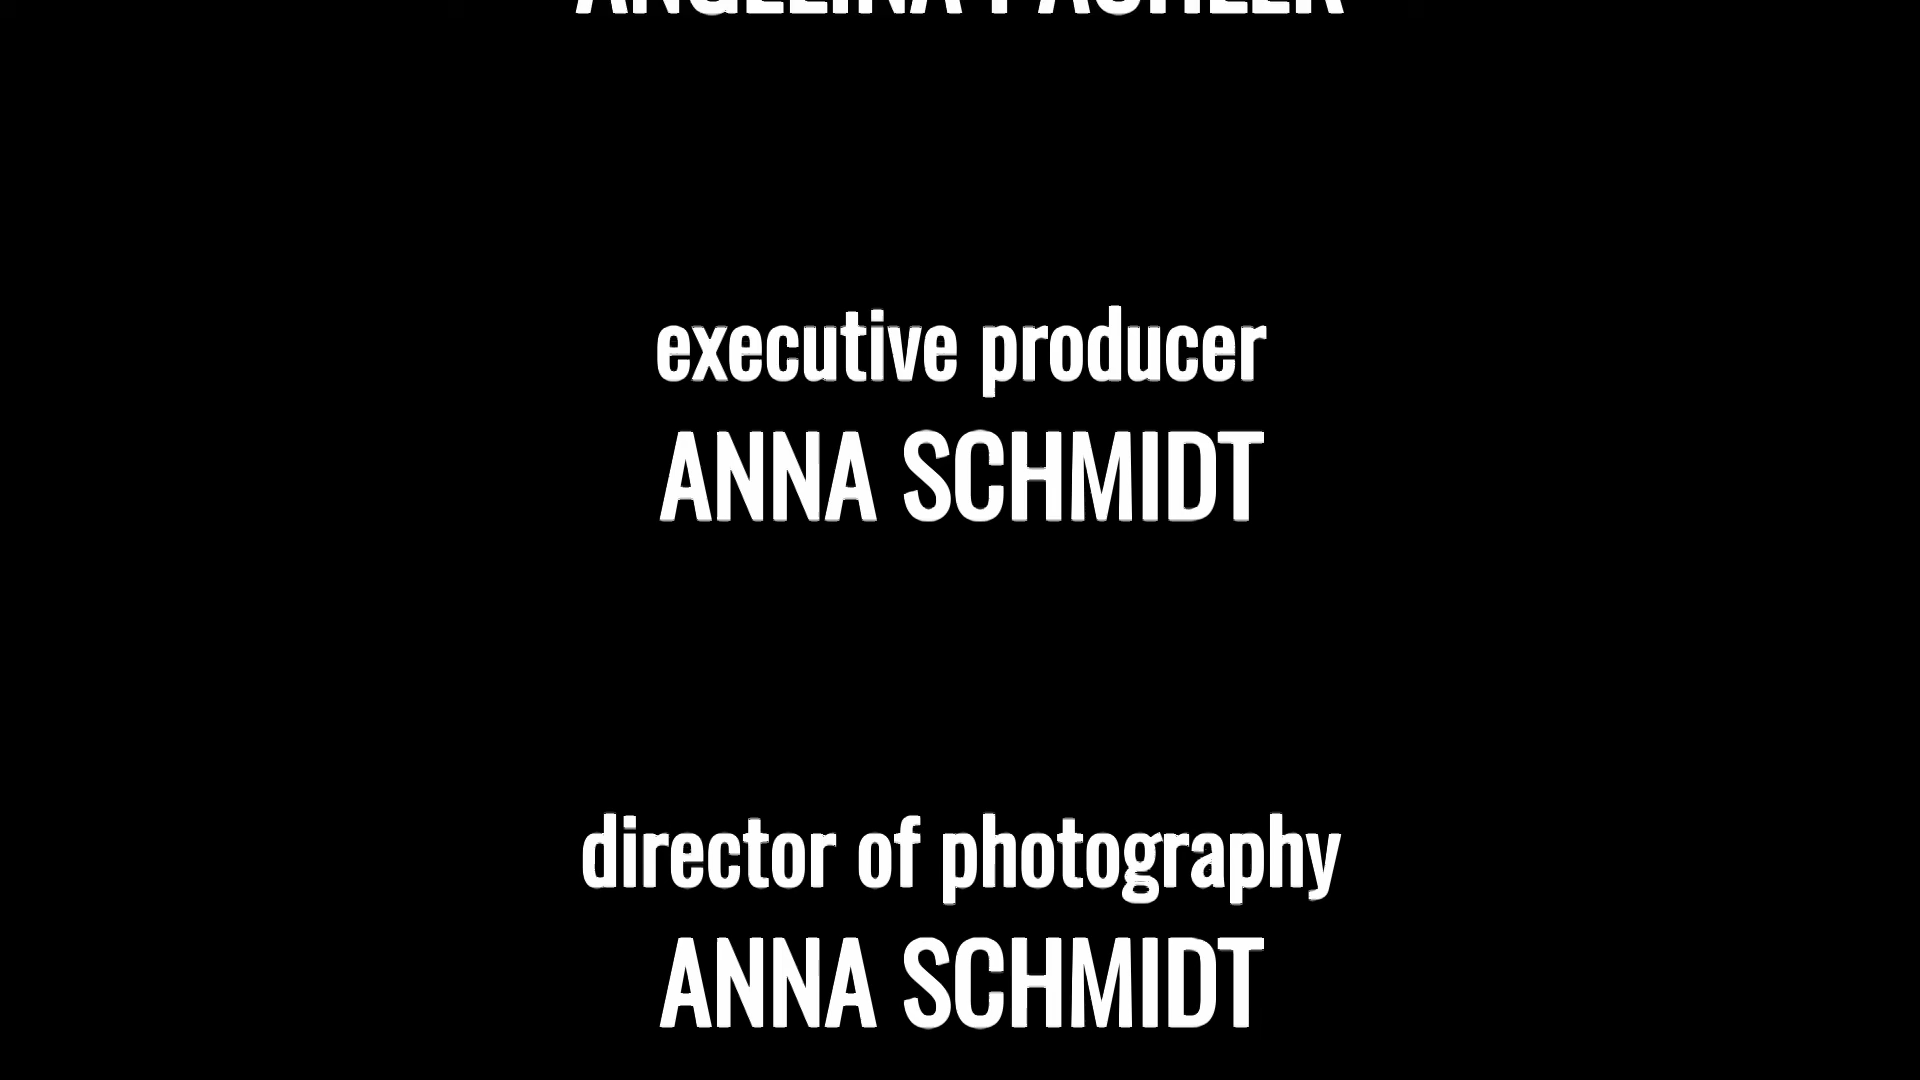 executive producer
ANNA SCHMIDT
director of photography
ANNA SCHMIDT